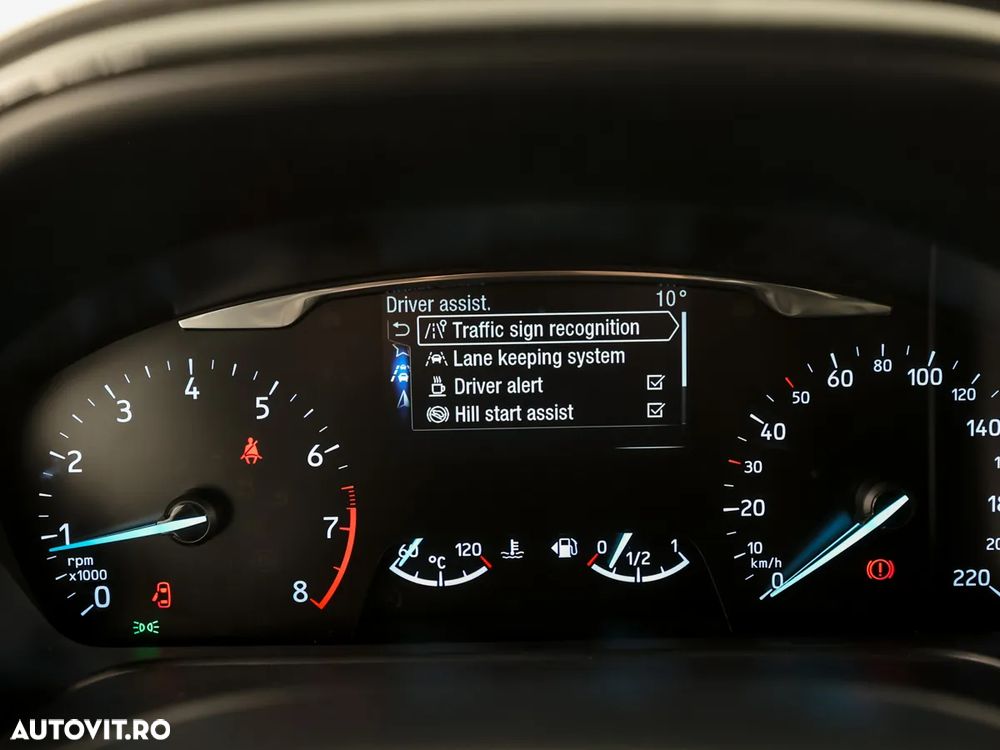 Driver assist. 10°
Traffic sign recognition
Lane keeping system
Driver alert
Hill start assist
0
1
2
3
4
5
6
7
8
rpm
x1000
60 °C 120
0 1/2 1
0
10
20
30
40
50
60
80
100
120
140
220
km/h
AUTOVIT.RO